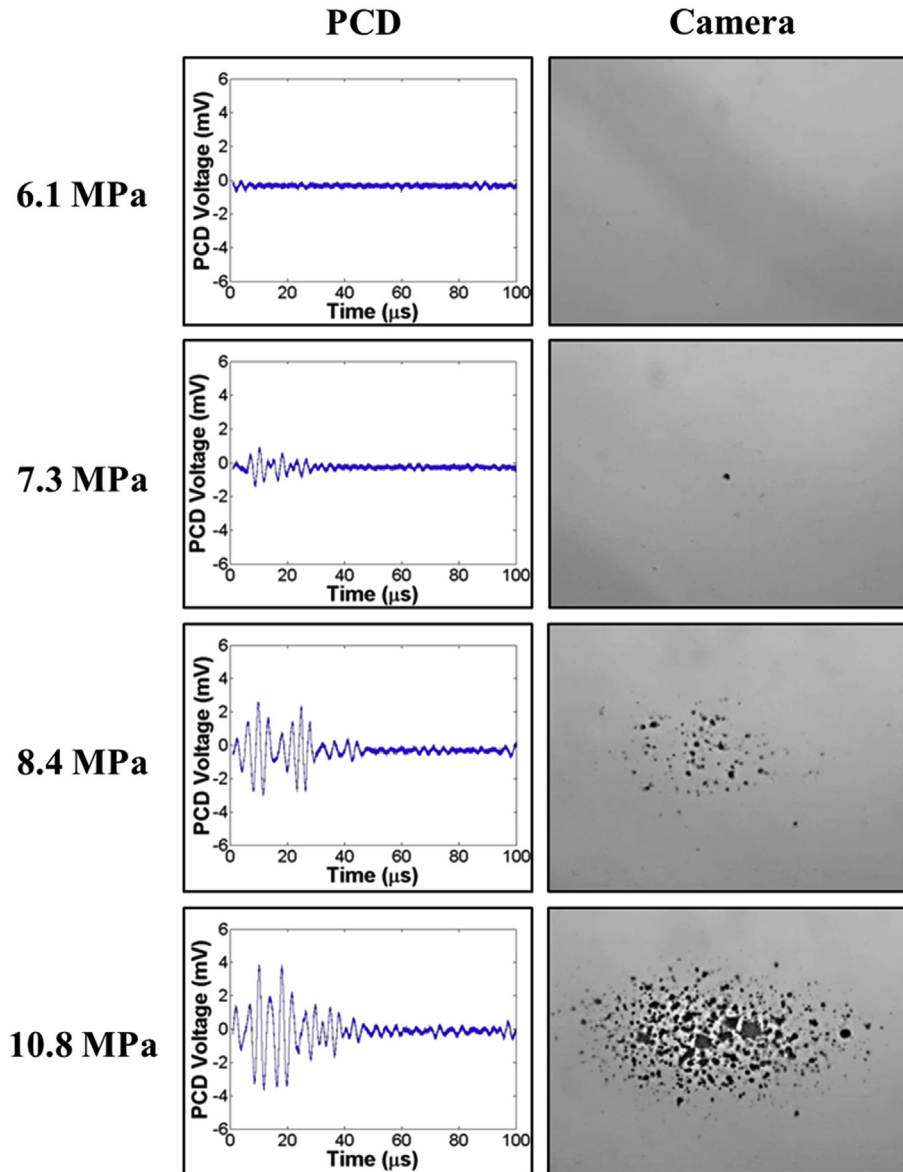 PCD Camera
6.1 MPa
PCD Voltage (mV)
6
4
2
0
-2
-4
-6
0 20 40 60 80 100
Time (μs)
7.3 MPa
PCD Voltage (mV)
6
4
2
0
-2
-4
-6
0 20 40 60 80 100
Time (μs)
8.4 MPa
PCD Voltage (mV)
6
4
2
0
-2
-4
-6
0 20 40 60 80 100
Time (μs)
10.8 MPa
PCD Voltage (mV)
6
4
2
0
-2
-4
-6
0 20 40 60 80 100
Time (μs)